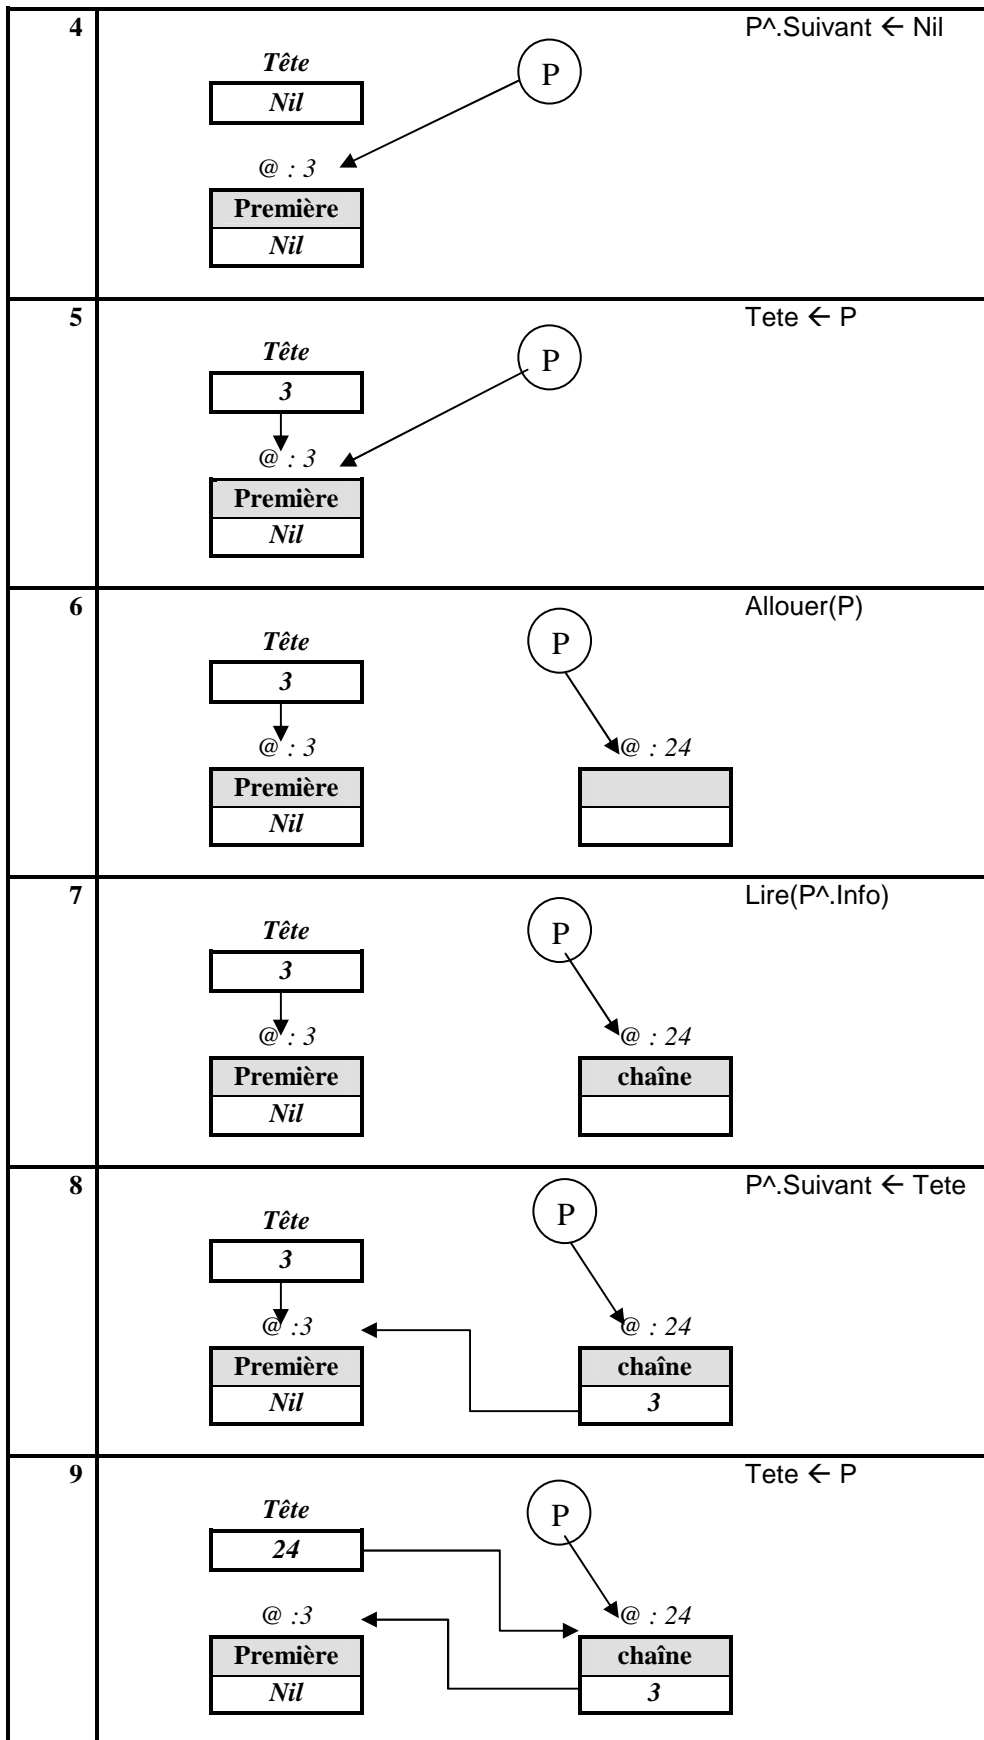 4 P^.Suivant ← Nil
Tête P
Nil
@ : 3
Première
Nil
5 Tete ← P
Tête P
3
@ : 3
Première
Nil
6 Allouer(P)
Tête P
3
@ : 3 @ : 24
Première
Nil
7 Lire(P^.Info)
Tête P
3
@ : 3 @ : 24
Première chaîne
Nil
8 P^.Suivant ← Tete
Tête P
3
@ :3 @ : 24
Première chaîne
Nil 3
9 Tete ← P
Tête P
24
@ :3 @ : 24
Première chaîne
Nil 3